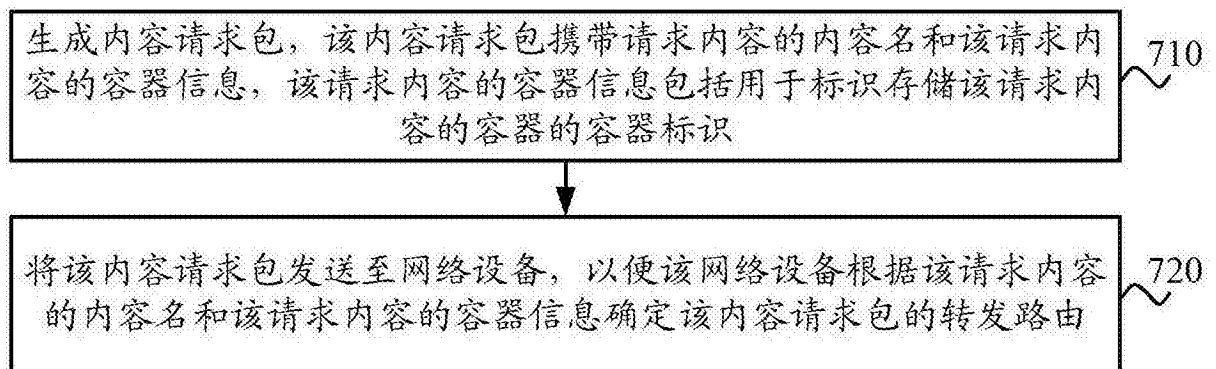 生成内容请求包，该内容请求包携带请求内容的内容名和该请求内
容的容器信息，该请求内容的容器信息包括用于标识存储该请求内
容的容器的容器标识
710
将该内容请求包发送至网络设备，以便该网络设备根据该请求内容
的内容名和该请求内容的容器信息确定该内容请求包的转发路由
720